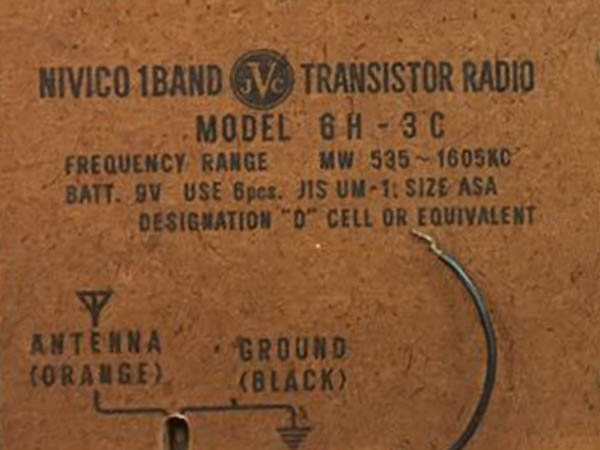 NIVICO 1BAND JVC TRANSISTOR RADIO
MODEL 6H-3C
FREQUENCY RANGE MW 535~1605KC
BATT. 9V USE 6pcs. JIS UM-1. SIZE ASA
DESIGNATION "D" CELL OR EQUIVALENT
ANTENNA
(ORANGE)
GROUND
(BLACK)